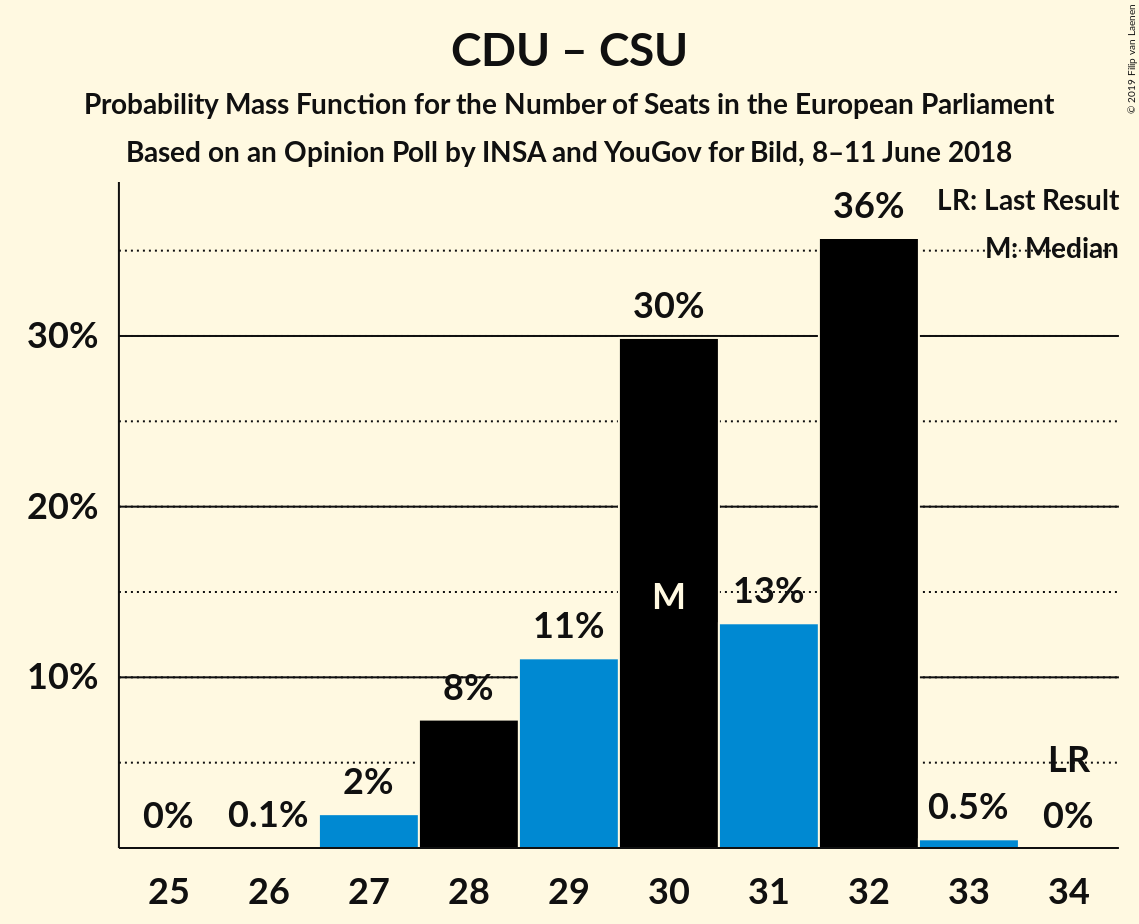 CDU – CSU
Probability Mass Function for the Number of Seats in the European Parliament
Based on an Opinion Poll by INSA and YouGov for Bild, 8–11 June 2018
© 2019 Filip van Laenen
LR: Last Result
M: Median
30%
20%
10%
0%
0.1%
2%
8%
11%
30%
M
13%
36%
0.5%
LR
0%
25 26 27 28 29 30 31 32 33 34